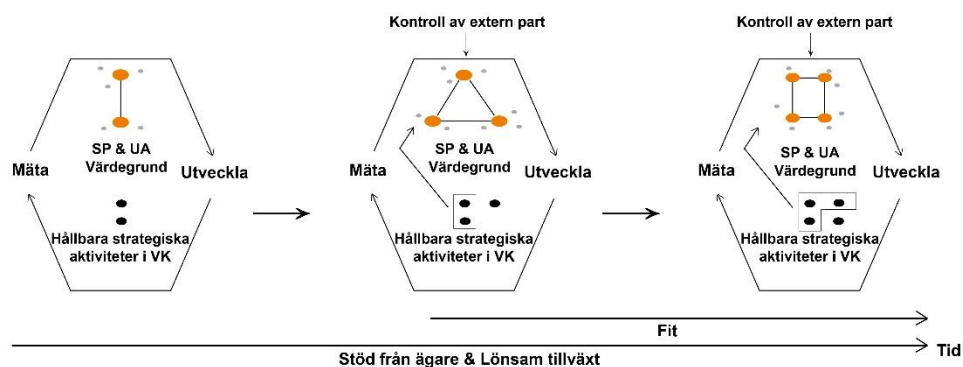 Kontroll av extern part
Kontroll av extern part
SP & UA
Värdegrund
Mäta
Utveckla
Hållbara strategiska
aktiviteter i VK
SP & UA
Värdegrund
Mäta
Utveckla
Hållbara strategiska
aktiviteter i VK
SP & UA
Värdegrund
Mäta
Utveckla
Hållbara strategiska
aktiviteter i VK
Fit
Tid
Stöd från ägare & Lönsam tillväxt